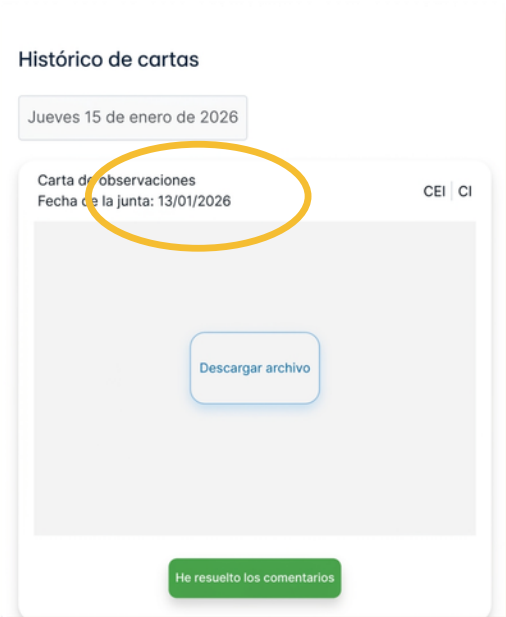 Histórico de cartas
Jueves 15 de enero de 2026
Carta de observaciones
Fecha de la junta: 13/01/2026
CEI | CI
Descargar archivo
He resuelto los comentarios